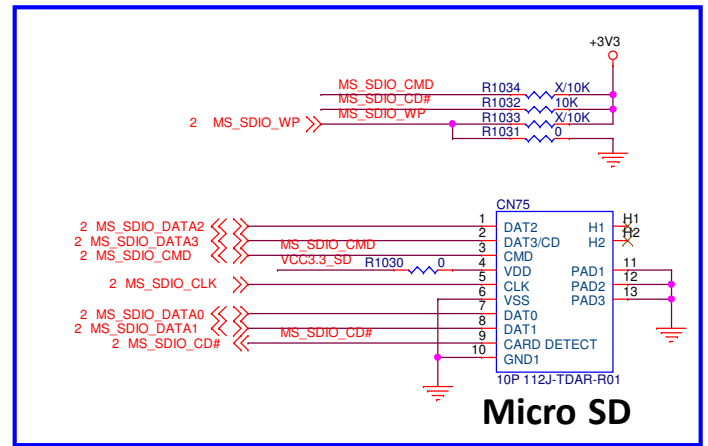 +3V3
MS_SDIO_CMD R1034 X/10K
MS_SDIO_CD# R1032 10K
MS_SDIO_WP R1033 X/10K
2 MS_SDIO_WP
R1031 0
CN75
2 MS_SDIO_DATA2 1 DAT2 H1 H1
2 MS_SDIO_DATA3 2 DAT3/CD H2 H2
2 MS_SDIO_CMD MS_SDIO_CMD 3 CMD
VCC3.3_SD R1030 0 4 VDD PAD1 11
2 MS_SDIO_CLK 5 CLK PAD2 12
6 VSS PAD3 13
2 MS_SDIO_DATA0 7 DAT0
2 MS_SDIO_DATA1 8 DAT1
2 MS_SDIO_CD# MS_SDIO_CD# 9 CARD DETECT
10 GND1
10P 112J-TDAR-R01
Micro SD